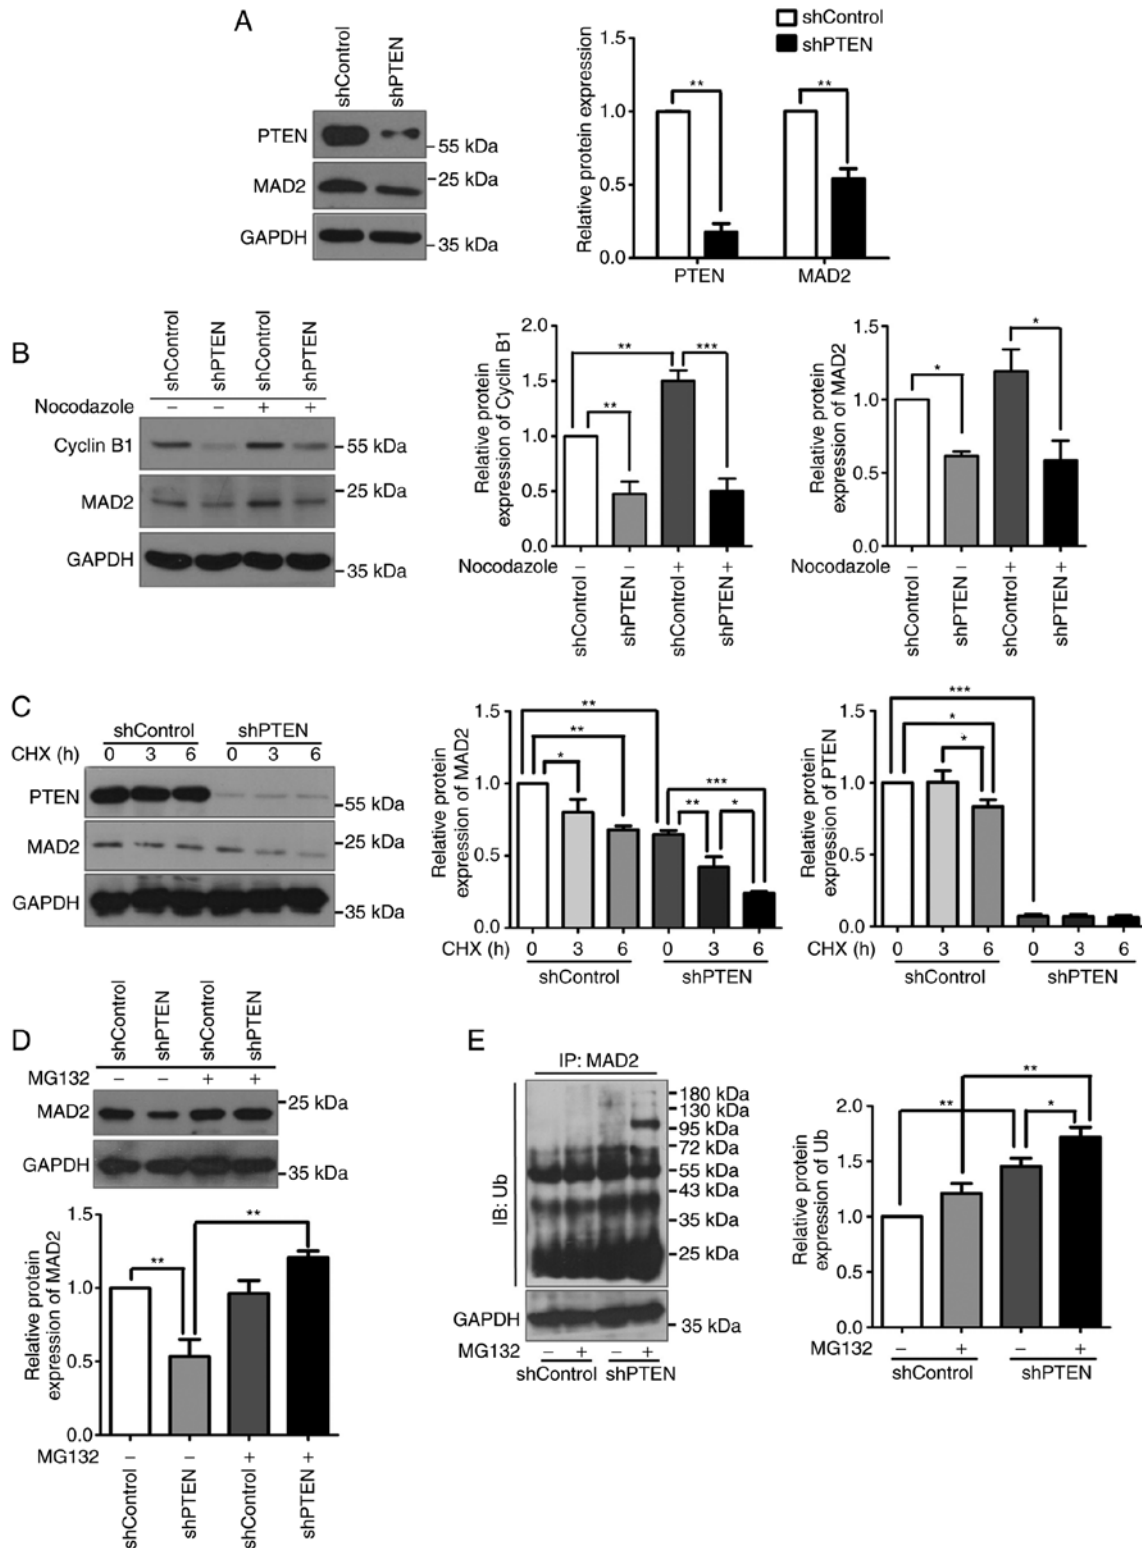 A
shControl
shPTEN
PTEN
55 kDa
MAD2
25 kDa
GAPDH
35 kDa
shControl
shPTEN
Relative protein expression
1.5
1.0
0.5
0.0
**
**
PTEN
MAD2
B
shControl
shPTEN
shControl
shPTEN
Nocodazole – – + +
Cyclin B1
55 kDa
MAD2
25 kDa
GAPDH
35 kDa
Relative protein
expression of Cyclin B1
2.0
1.5
1.0
0.5
0.0
**
***
**
Nocodazole – – + +
shControl
shPTEN
shControl
shPTEN
Relative protein
expression of MAD2
1.5
1.0
0.5
0.0
*
*
Nocodazole – – + +
shControl
shPTEN
shControl
shPTEN
C
shControl shPTEN
CHX (h) 0 3 6 0 3 6
PTEN
55 kDa
MAD2
25 kDa
GAPDH
35 kDa
Relative protein
expression of MAD2
1.5
1.0
0.5
0.0
**
**
*
***
**
*
CHX (h) 0 3 6 0 3 6
shControl shPTEN
Relative protein
expression of PTEN
1.5
1.0
0.5
0.0
***
*
*
CHX (h) 0 3 6 0 3 6
shControl shPTEN
D
shControl
shPTEN
shControl
shPTEN
MG132 – – + +
MAD2
25 kDa
GAPDH
35 kDa
Relative protein
expression of MAD2
1.5
1.0
0.5
0.0
**
**
MG132 – – + +
shControl
shPTEN
shControl
shPTEN
E
IP: MAD2
IB: Ub
180 kDa
130 kDa
95 kDa
72 kDa
55 kDa
43 kDa
35 kDa
25 kDa
GAPDH
35 kDa
MG132 – + – +
shControl shPTEN
Relative protein
expression of Ub
2.0
1.5
1.0
0.5
0.0
**
**
*
MG132 – + – +
shControl shPTEN